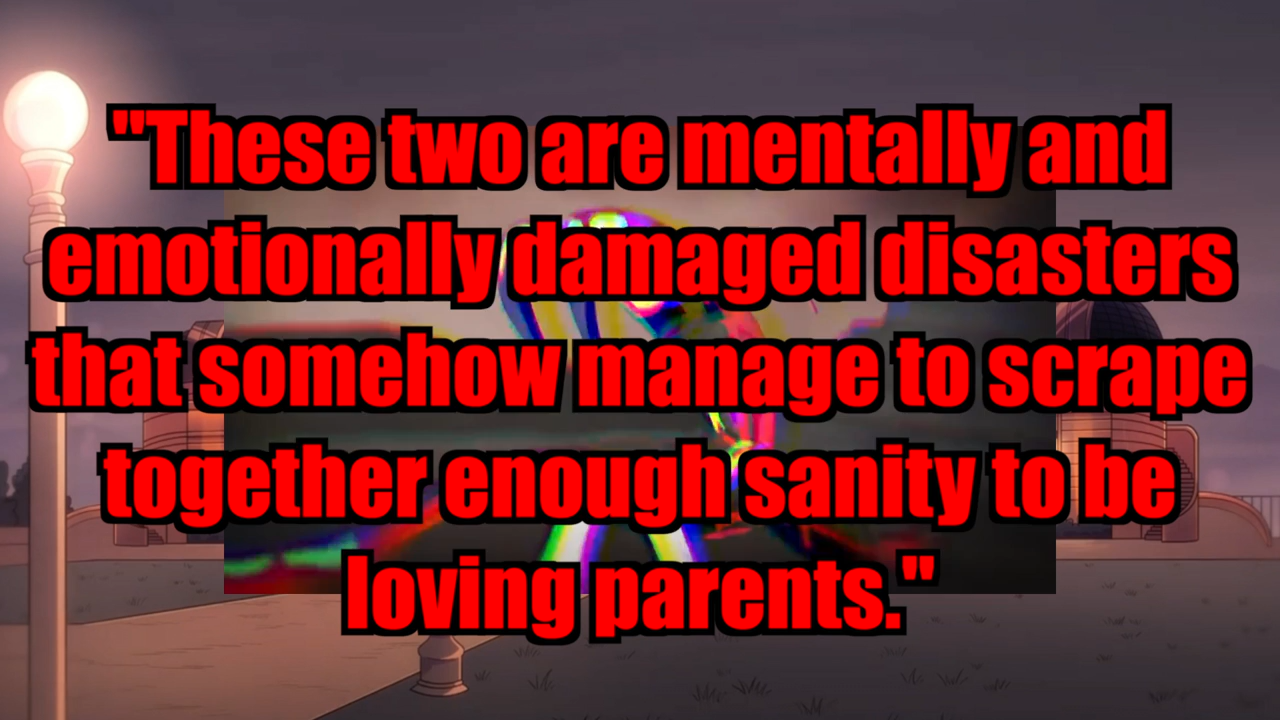 "These two are mentally and
emotionally damaged disasters
that somehow manage to scrape
together enough sanity to be
loving parents."